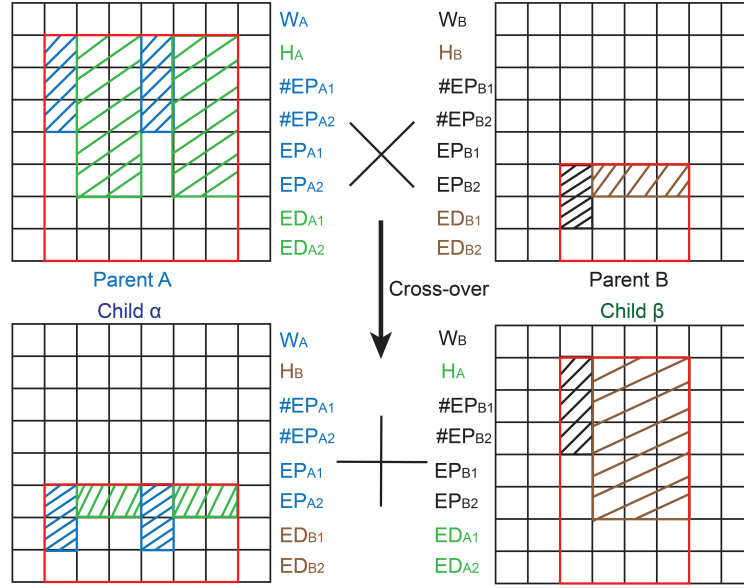 WA
HA
#EPA1
#EPA2
EPA1
EPA2
EDA1
EDA2
WB
HB
#EPB1
#EPB2
EPB1
EPB2
EDB1
EDB2
Parent A
Parent B
Cross-over
Child α
Child β
WA
HB
#EPA1
#EPA2
EPA1
EPA2
EDB1
EDB2
WB
HA
#EPB1
#EPB2
EPB1
EPB2
EDA1
EDA2